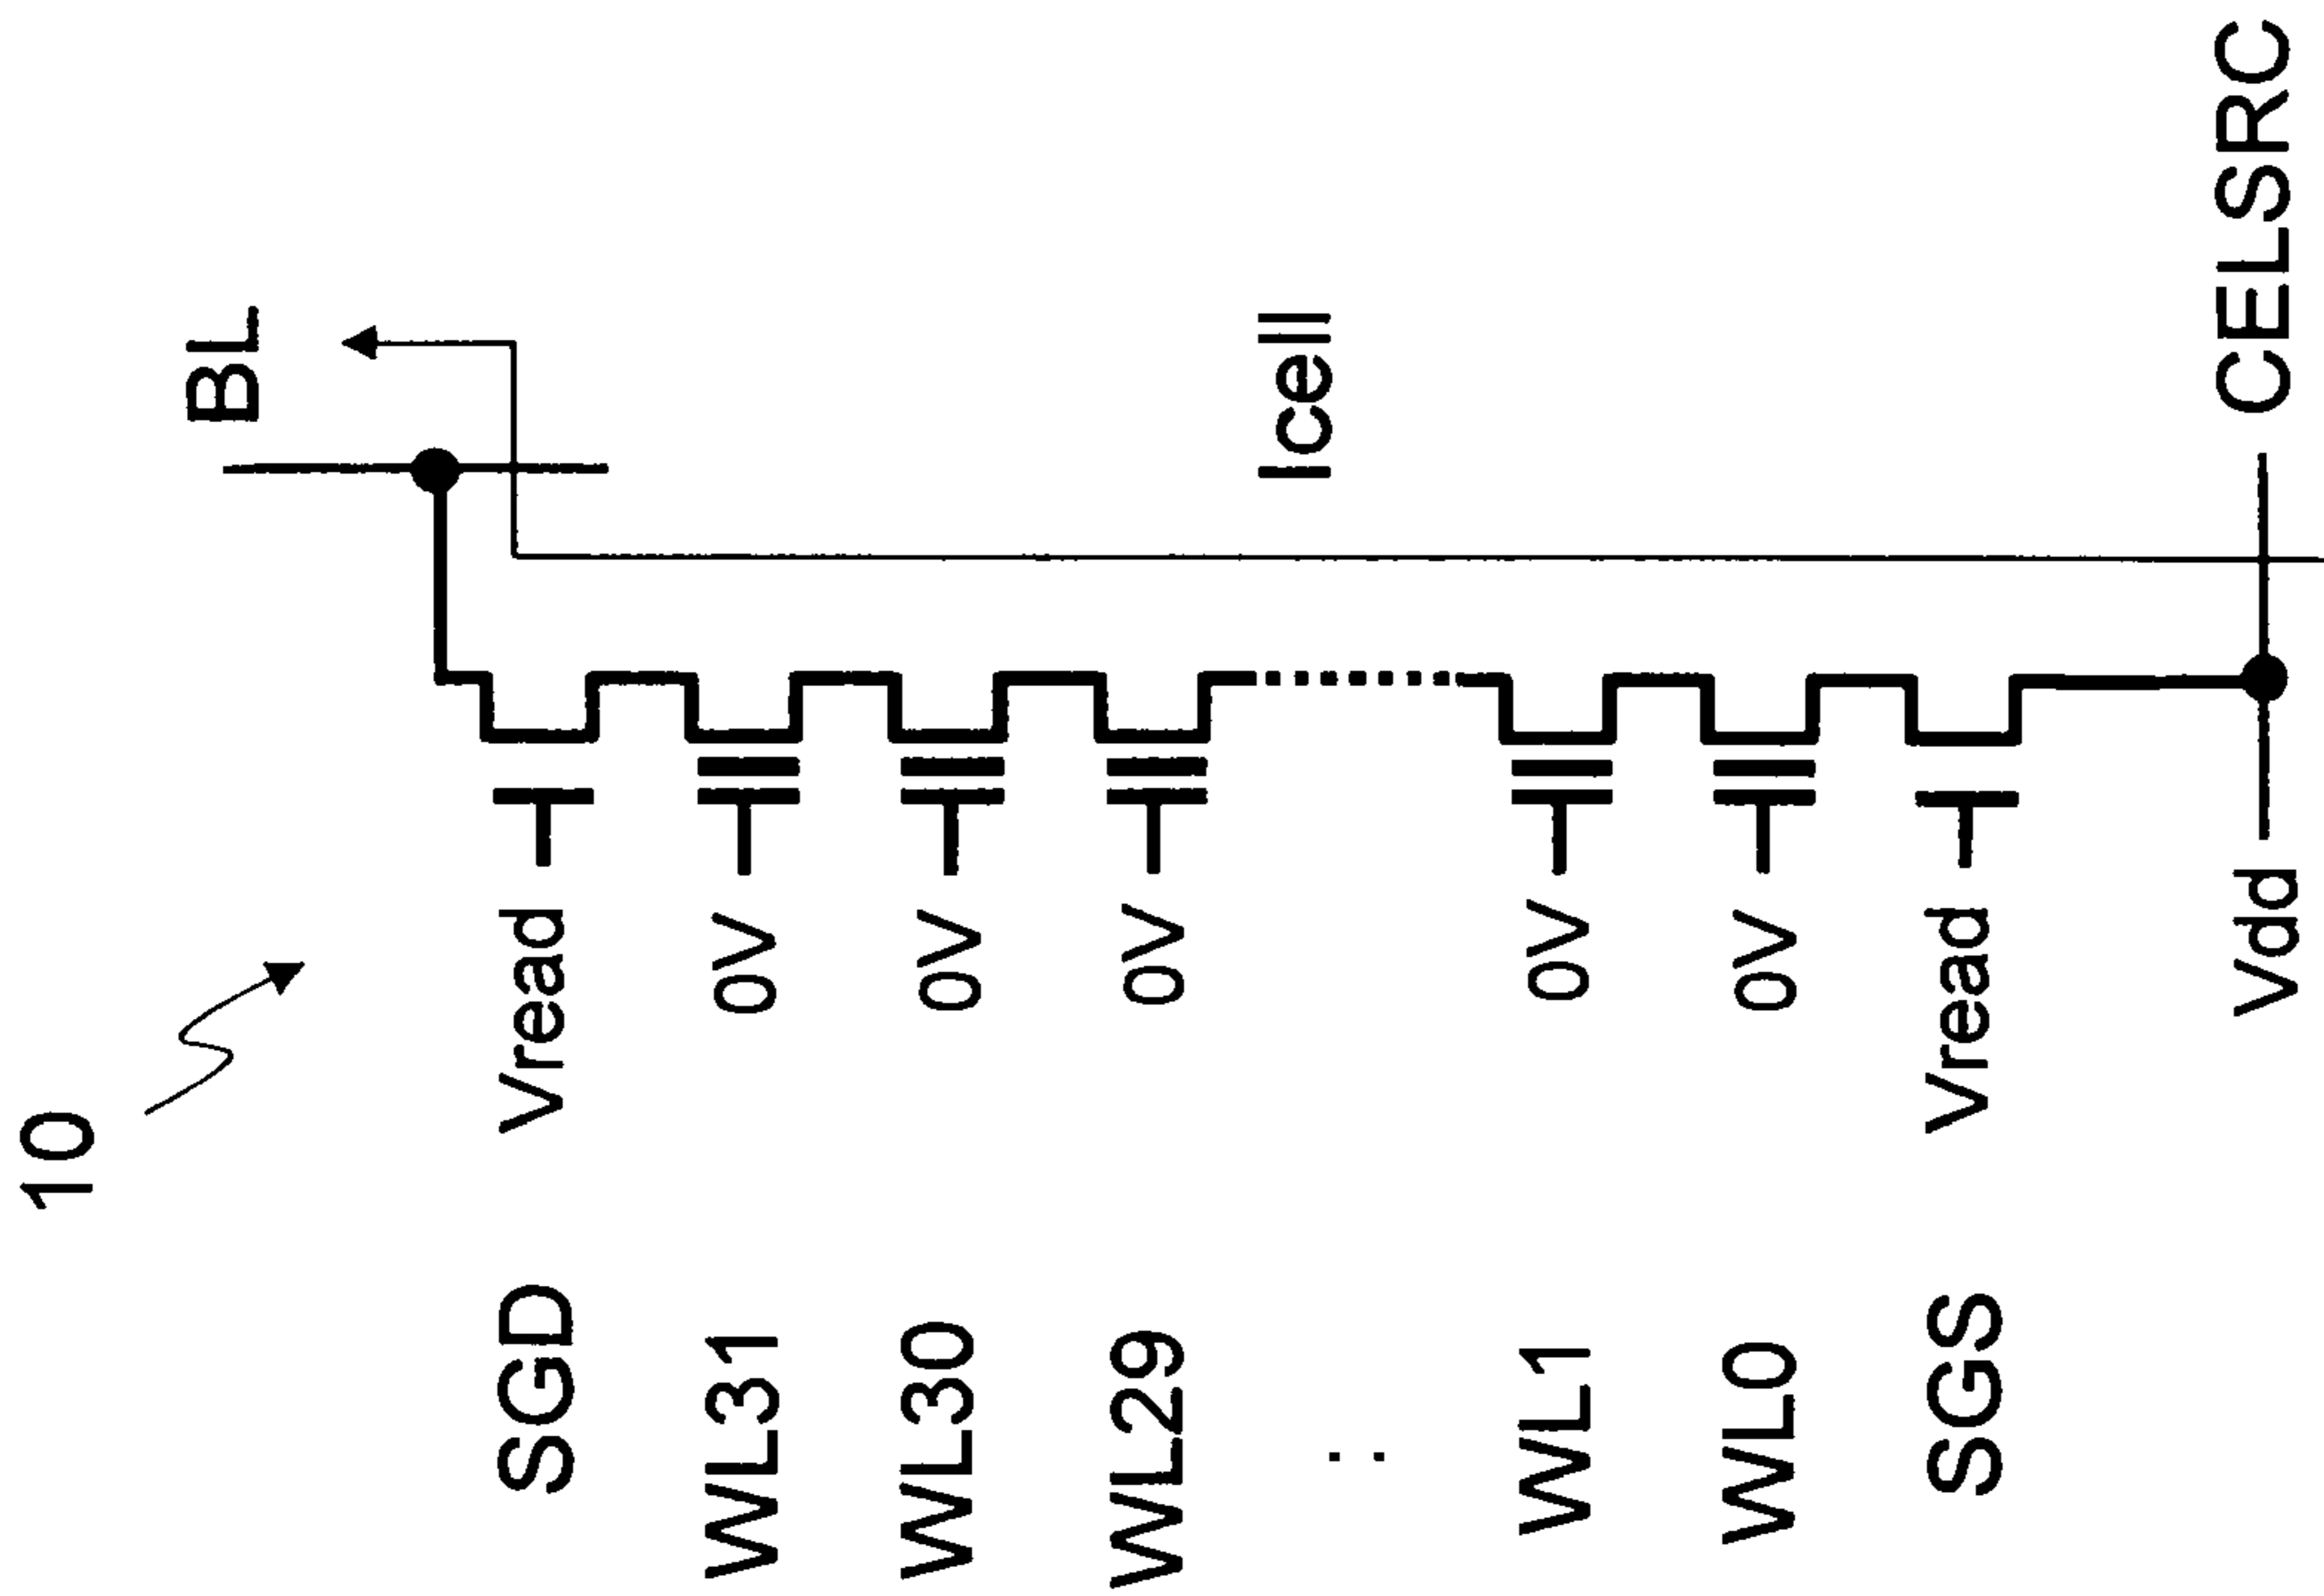 10
BL
SGD Vread
WL31 0V
WL30 0V
WL29 0V
: Icell
WL1 0V
WL0 0V
SGS Vread
Vdd CELSRC